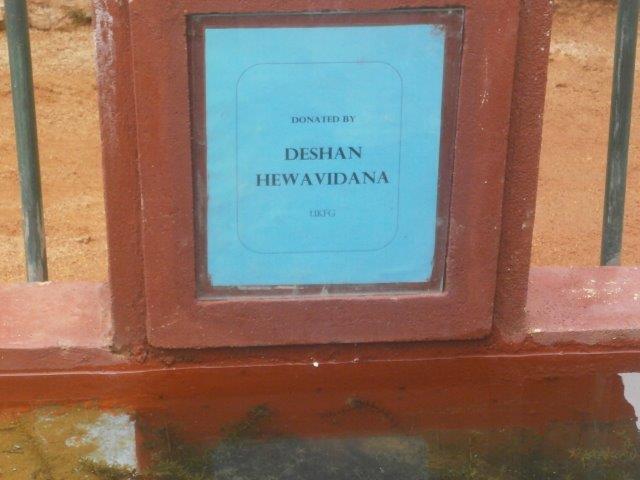 DONATED BY
DESHAN
HEWAVIDANA
UKFG